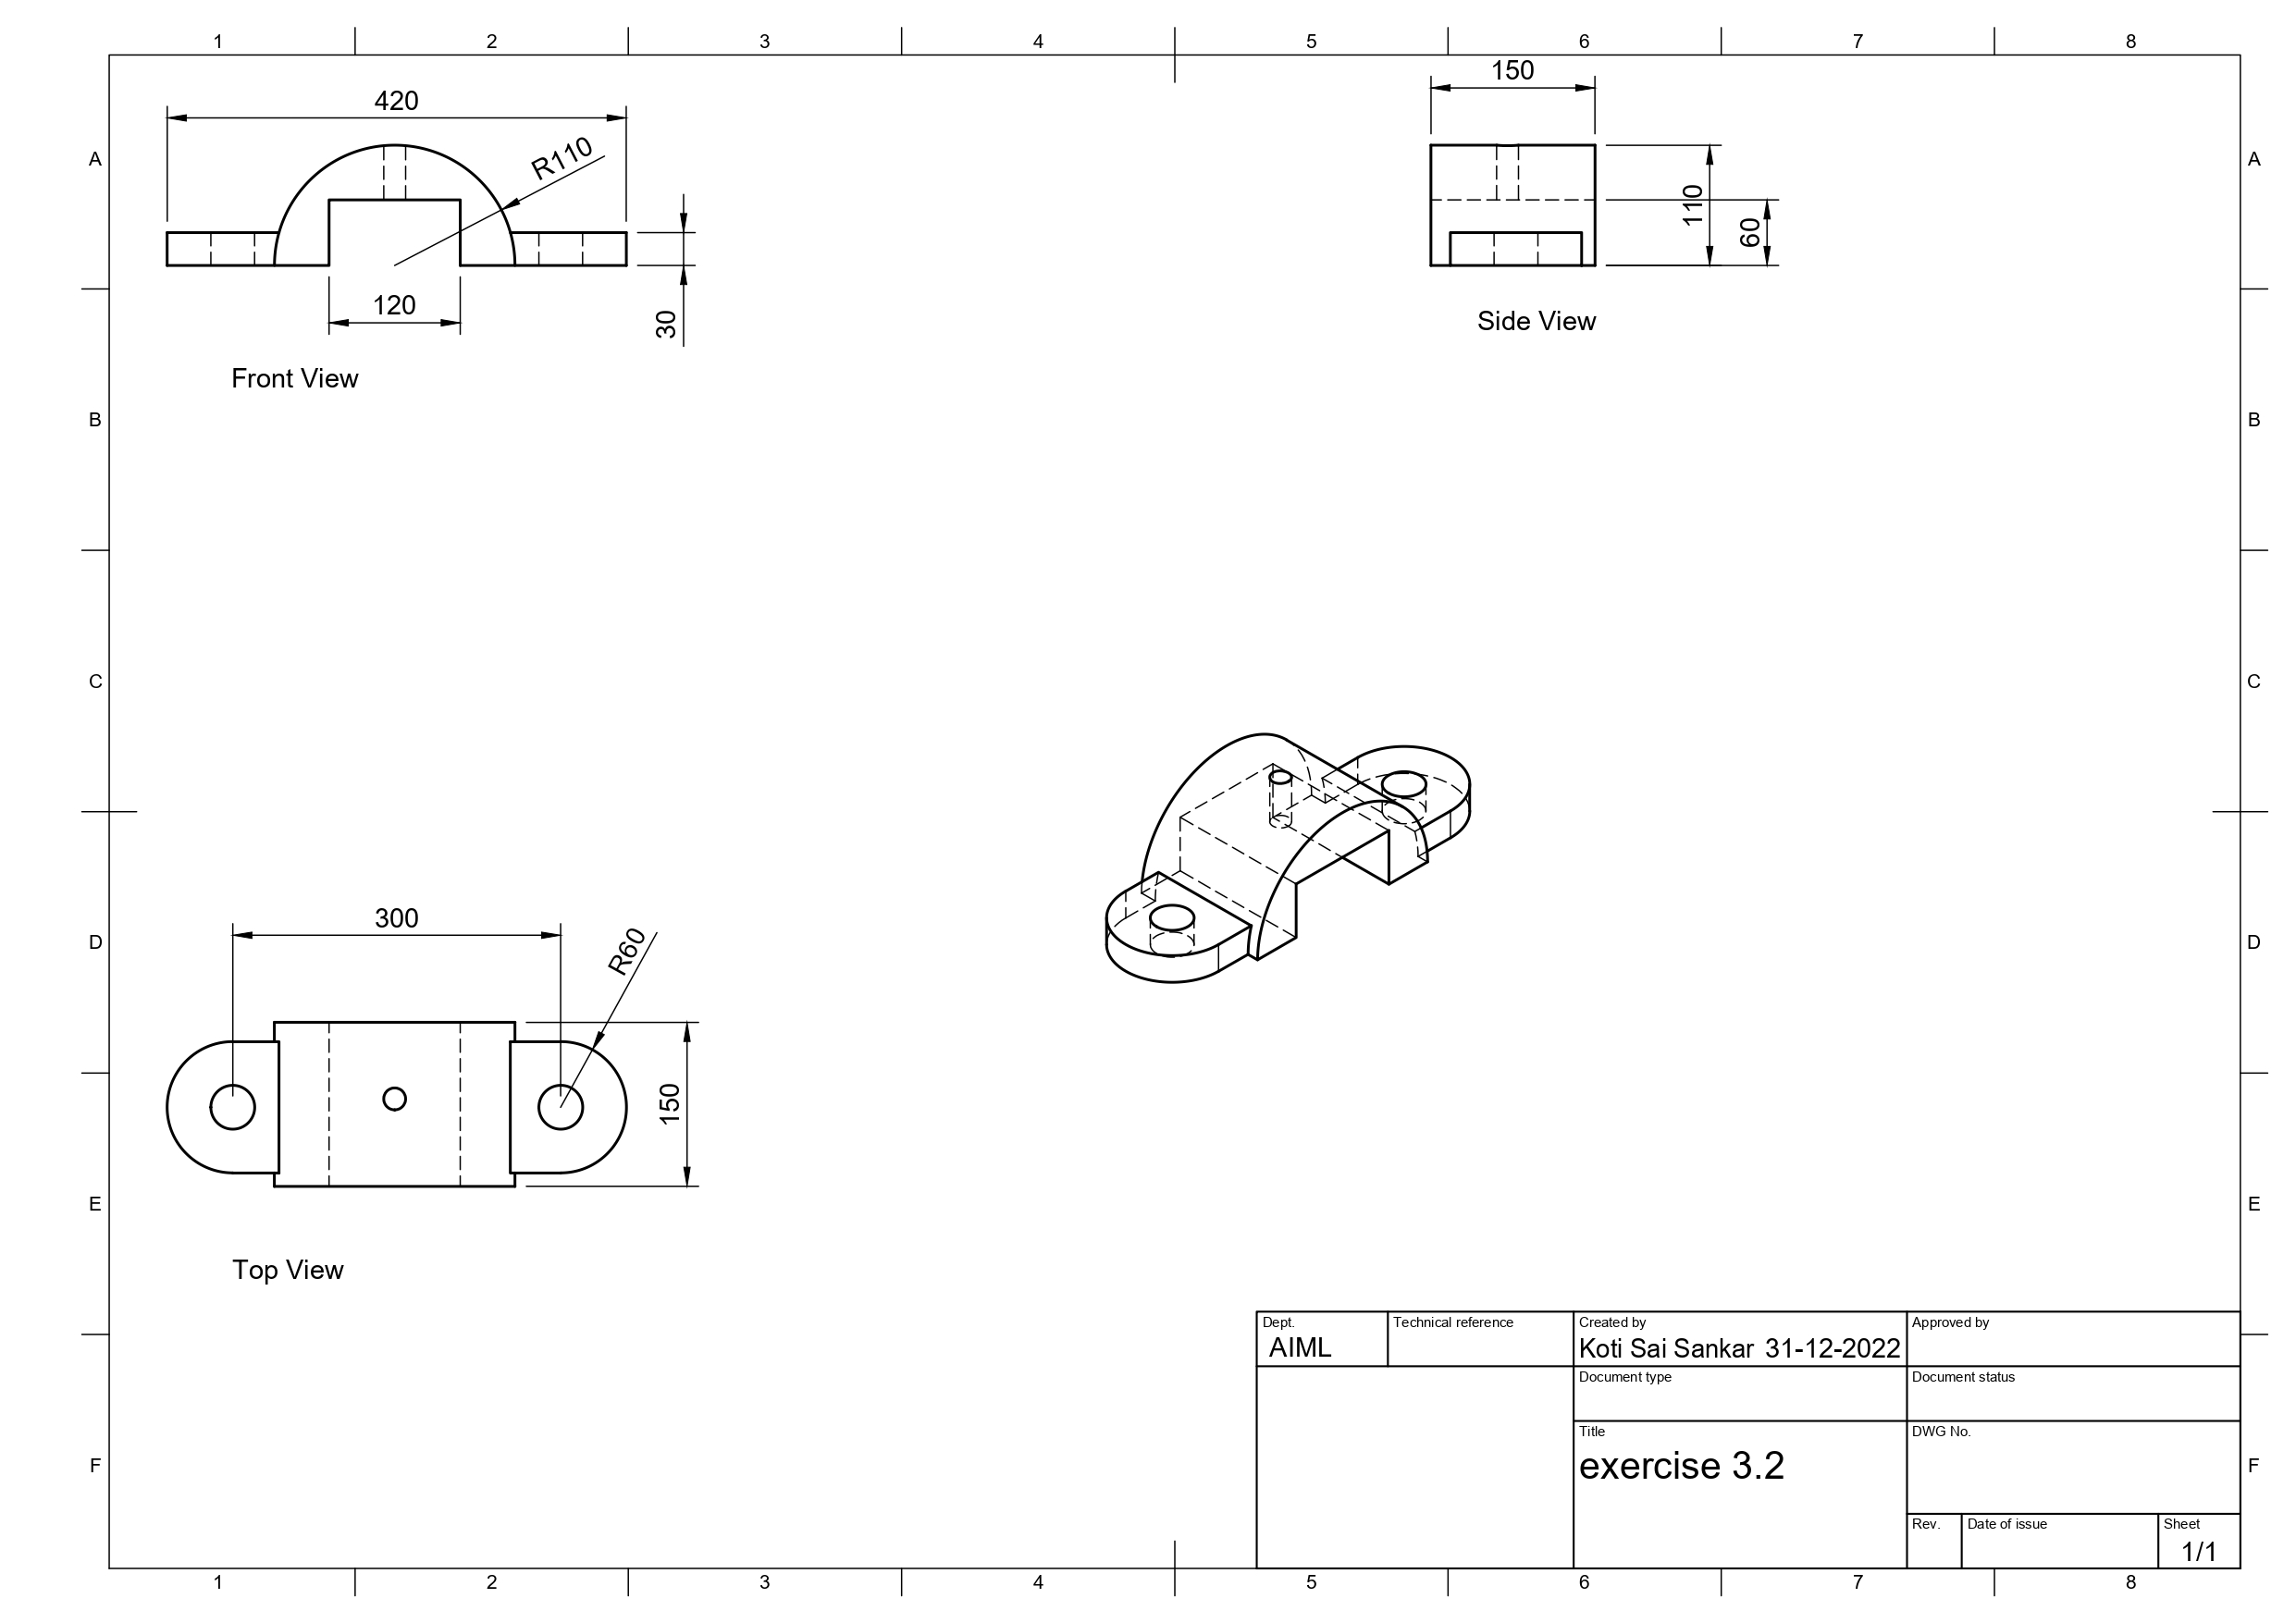 1 2 3 4 5 6 7 8
150
420
R110
A A
110
60
120
30
Side View
Front View
B B
C C
300
R60
D D
150
E E
Top View
Dept. Technical reference Created by Approved by
AIML Koti Sai Sankar 31-12-2022
Document type Document status
Title DWG No.
exercise 3.2
F F
Rev. Date of issue Sheet
1/1
1 2 3 4 5 6 7 8